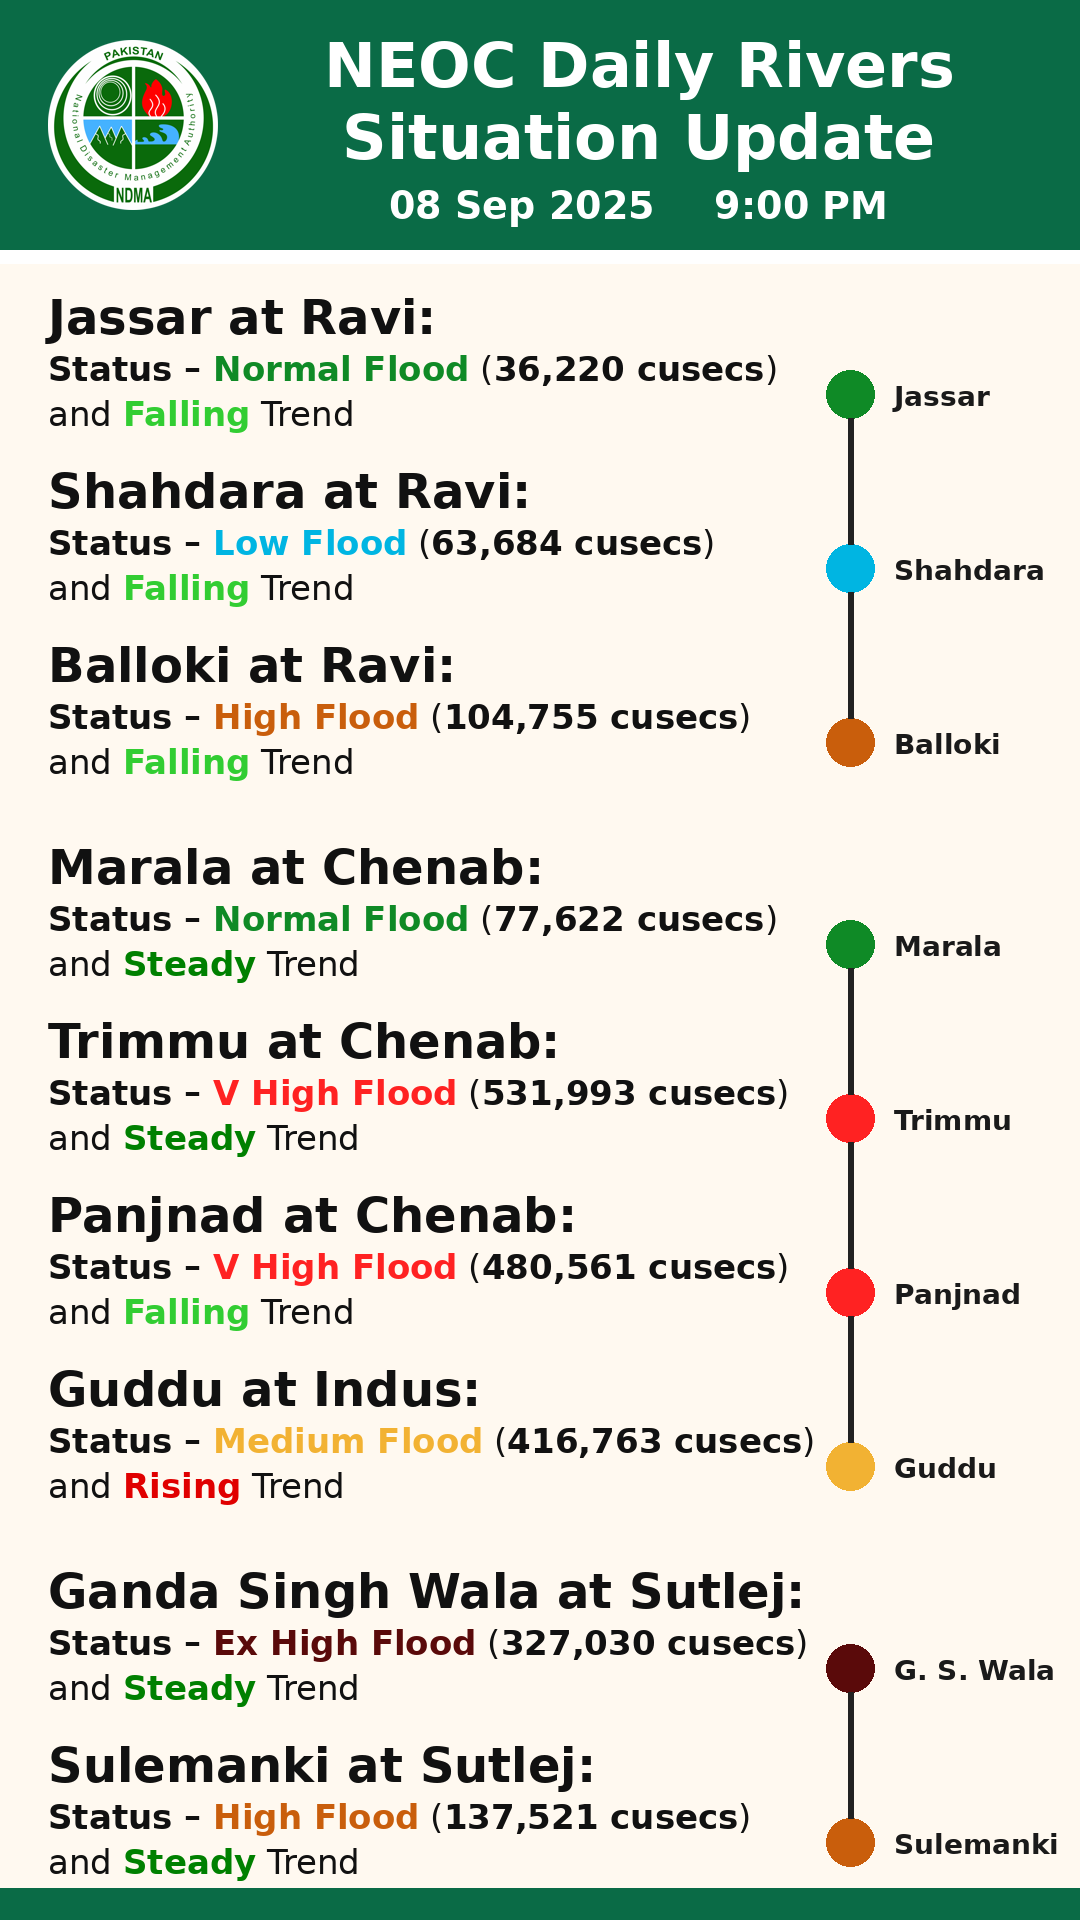 PAKISTAN
National Disaster Management Authority
NDMA
NEOC Daily Rivers
Situation Update
08 Sep 2025 9:00 PM
Jassar at Ravi:
Status – Normal Flood (36,220 cusecs)
and Falling Trend
Jassar
Shahdara at Ravi:
Status – Low Flood (63,684 cusecs)
and Falling Trend
Shahdara
Balloki at Ravi:
Status – High Flood (104,755 cusecs)
and Falling Trend
Balloki
Marala at Chenab:
Status – Normal Flood (77,622 cusecs)
and Steady Trend
Marala
Trimmu at Chenab:
Status – V High Flood (531,993 cusecs)
and Steady Trend
Trimmu
Panjnad at Chenab:
Status – V High Flood (480,561 cusecs)
and Falling Trend
Panjnad
Guddu at Indus:
Status – Medium Flood (416,763 cusecs)
and Rising Trend
Guddu
Ganda Singh Wala at Sutlej:
Status – Ex High Flood (327,030 cusecs)
and Steady Trend
G. S. Wala
Sulemanki at Sutlej:
Status – High Flood (137,521 cusecs)
and Steady Trend
Sulemanki